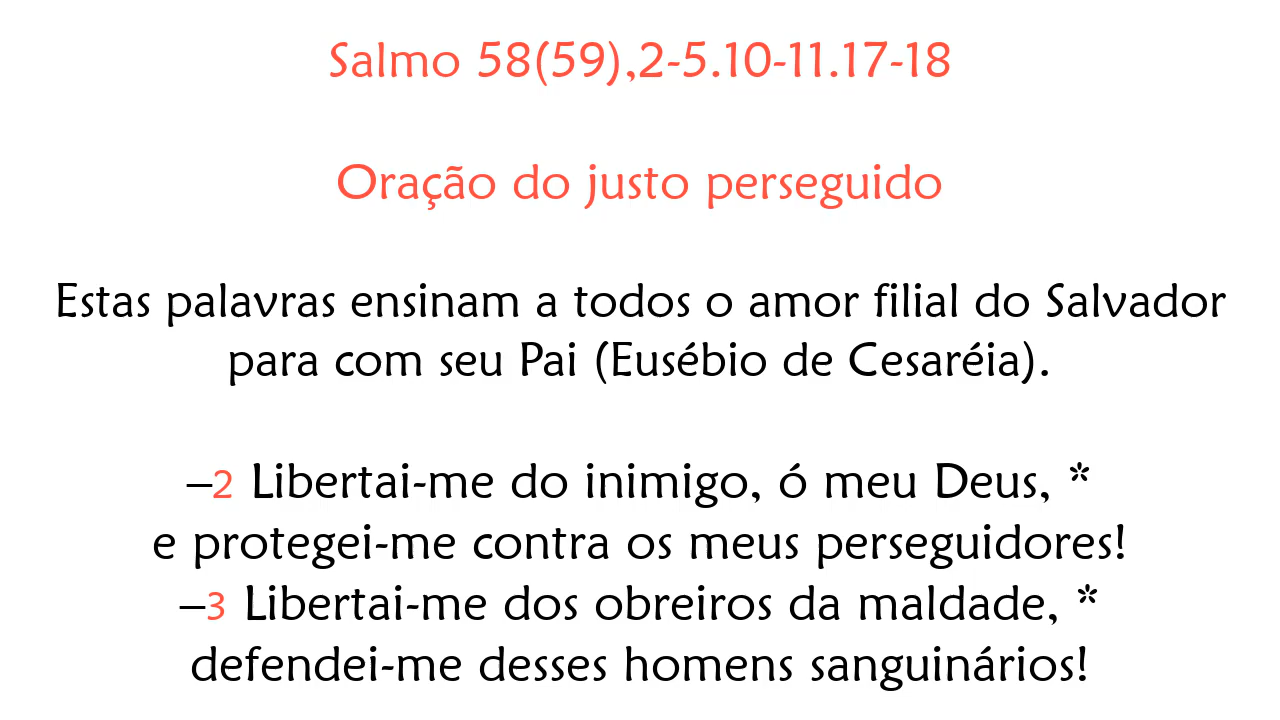 Salmo 58(59),2-5.10-11.17-18
Oração do justo perseguido
Estas palavras ensinam a todos o amor filial do Salvador
para com seu Pai (Eusébio de Cesaréia).
–2 Libertai-me do inimigo, ó meu Deus, *
e protegei-me contra os meus perseguidores!
–3 Libertai-me dos obreiros da maldade, *
defendei-me desses homens sanguinários!